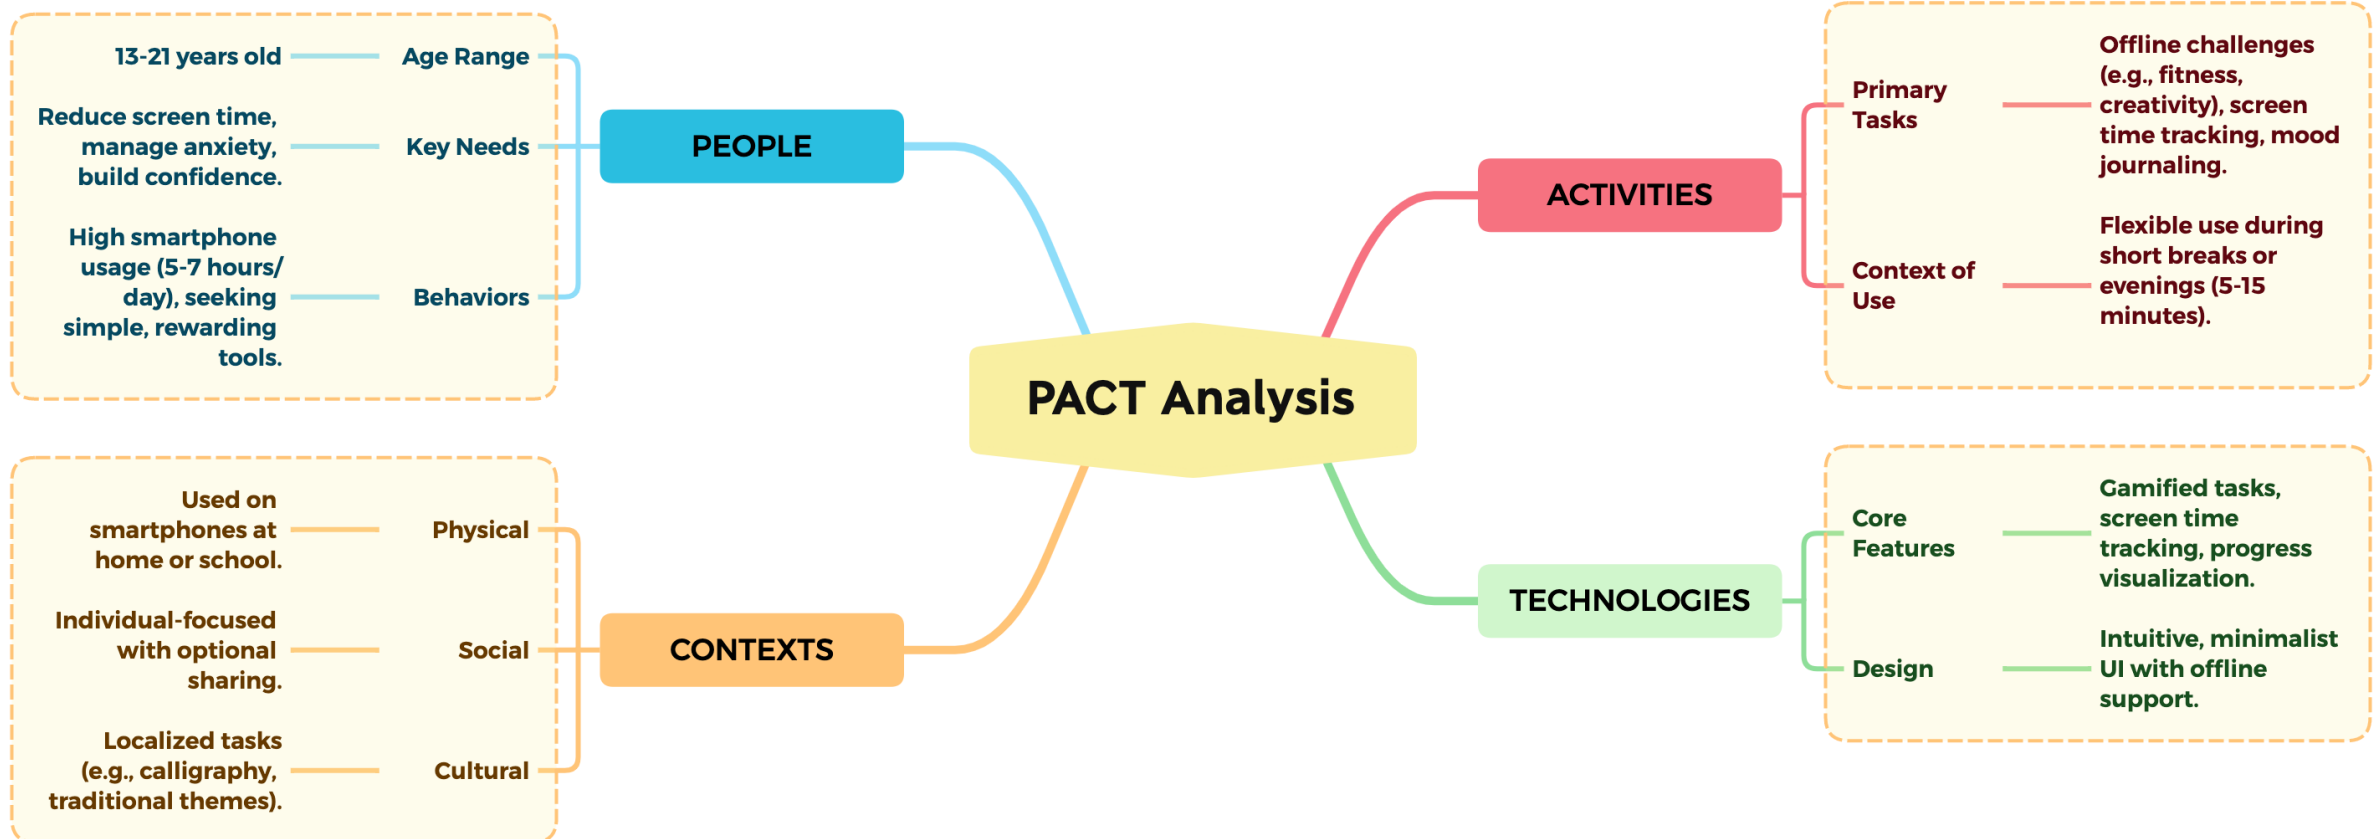 PACT Analysis
PEOPLE
Age Range
13-21 years old
Key Needs
Reduce screen time,
manage anxiety,
build confidence.
Behaviors
High smartphone
usage (5-7 hours/
day), seeking
simple, rewarding
tools.
ACTIVITIES
Primary
Tasks
Offline challenges
(e.g., fitness,
creativity), screen
time tracking, mood
journaling.
Context of
Use
Flexible use during
short breaks or
evenings (5-15
minutes).
CONTEXTS
Physical
Used on
smartphones at
home or school.
Social
Individual-focused
with optional
sharing.
Cultural
Localized tasks
(e.g., calligraphy,
traditional themes).
TECHNOLOGIES
Core
Features
Gamified tasks,
screen time
tracking, progress
visualization.
Design
Intuitive, minimalist
UI with offline
support.